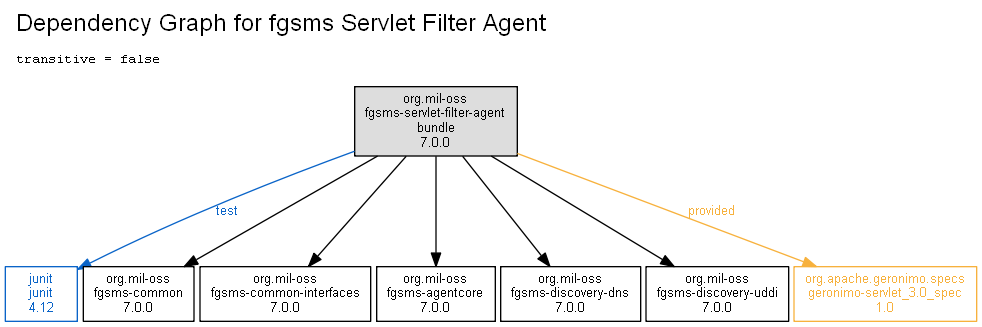 Dependency Graph for fgsms Servlet Filter Agent
transitive = false
org.mil-oss
fgsms-servlet-filter-agent
bundle
7.0.0
test
provided
junit
junit
4.12
org.mil-oss
fgsms-common
7.0.0
org.mil-oss
fgsms-common-interfaces
7.0.0
org.mil-oss
fgsms-agentcore
7.0.0
org.mil-oss
fgsms-discovery-dns
7.0.0
org.mil-oss
fgsms-discovery-uddi
7.0.0
org.apache.geronimo.specs
geronimo-servlet_3.0_spec
1.0